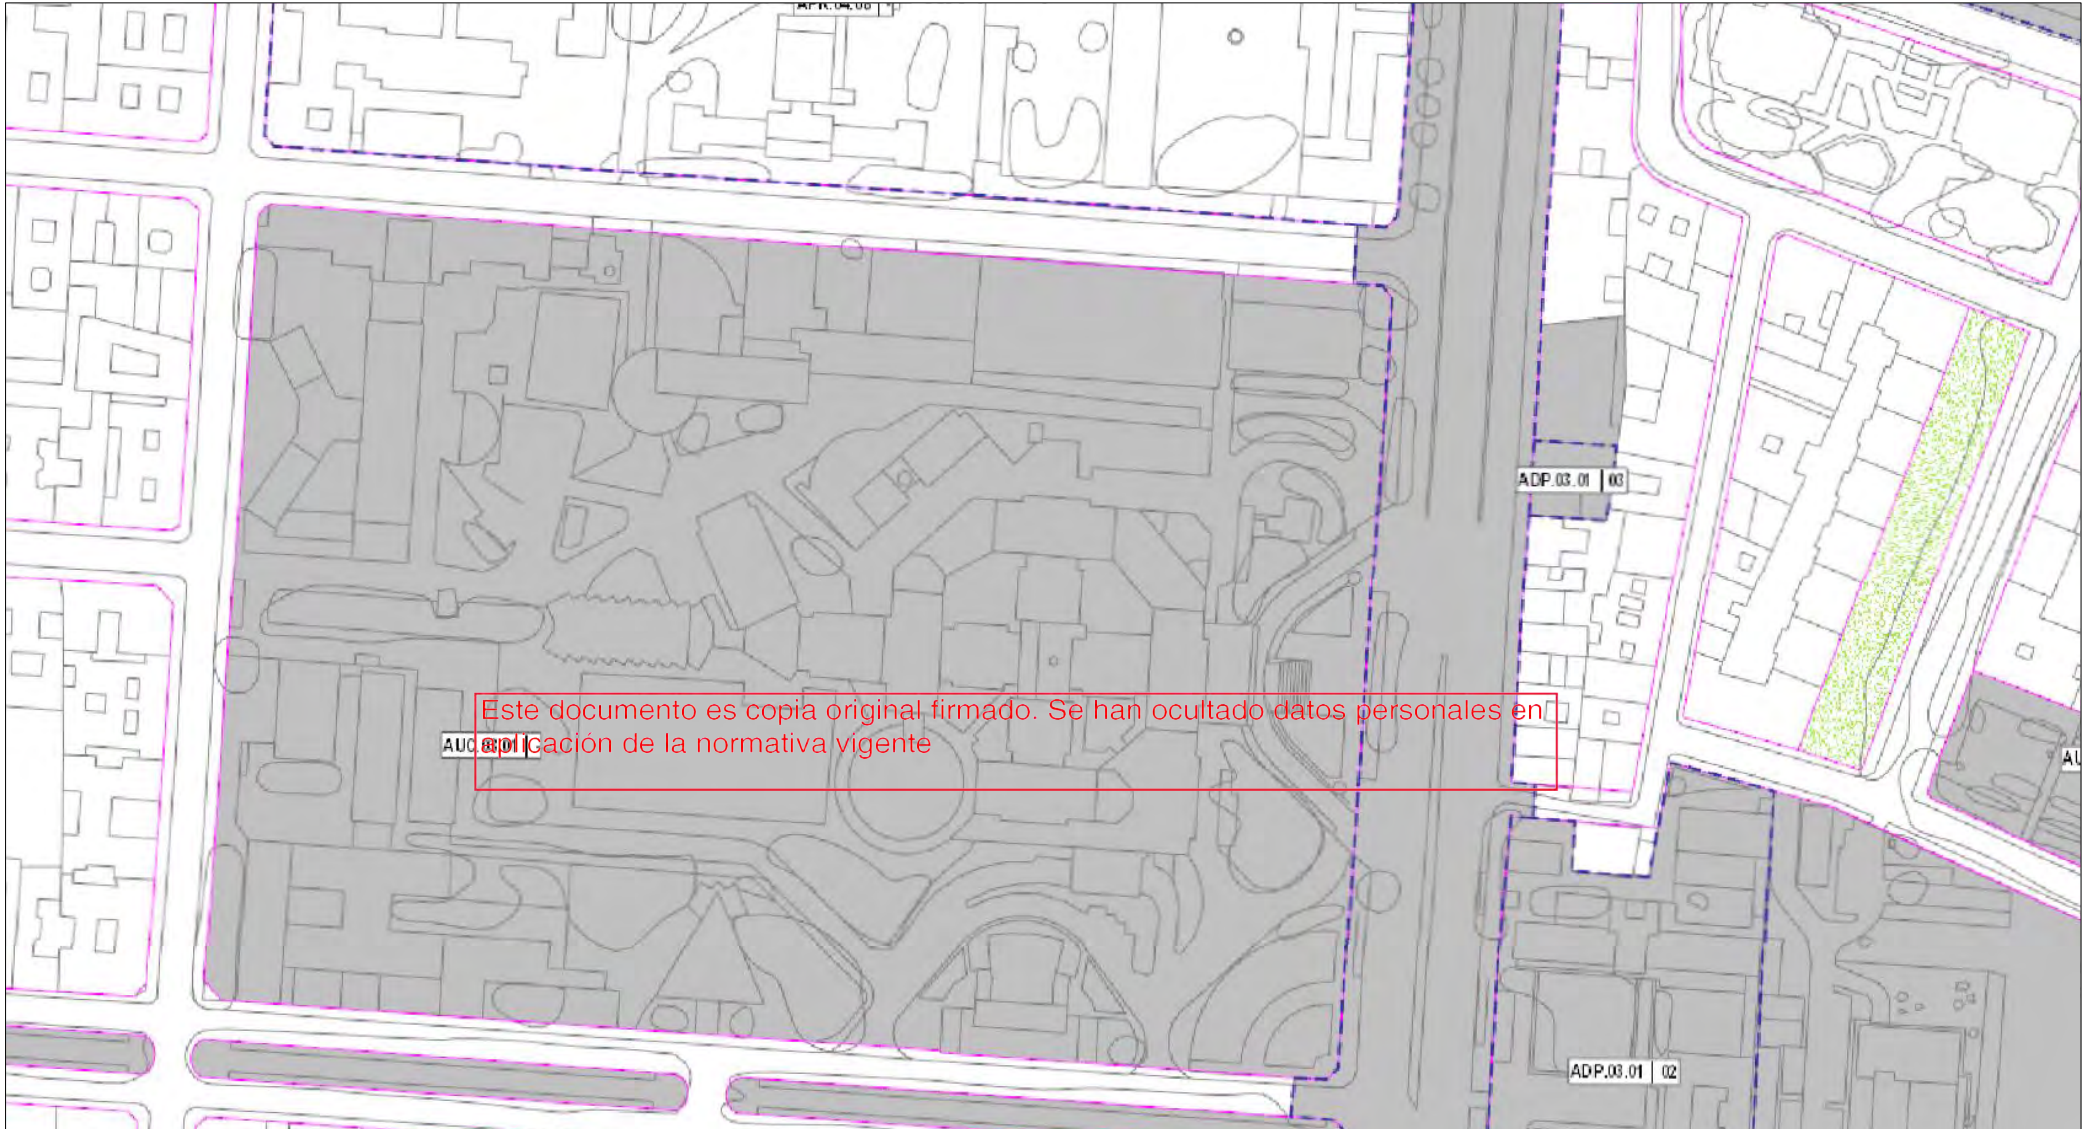 ADP.03.01 | 03
Este documento es copia original firmado. Se han ocultado datos personales en
aplicación de la normativa vigente
ADP.03.01 | 02